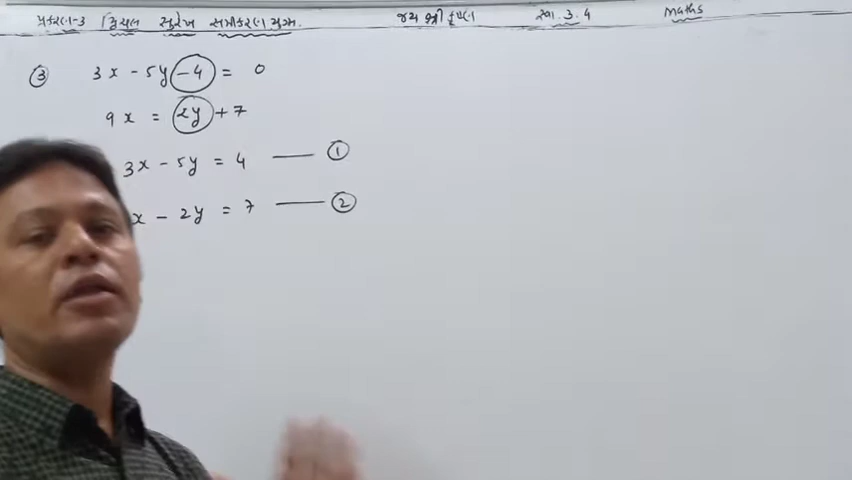 પ્રકરણ-3 દ્વિચલ સુરેખ સમીકરણ યુગ્મ. જય શ્રી કૃષ્ણ સ્વા. 3.4 Maths
③ 3x - 5y - 4 = 0
9x = 2y + 7
3x - 5y = 4 —— ①
x - 2y = 7 —— ②